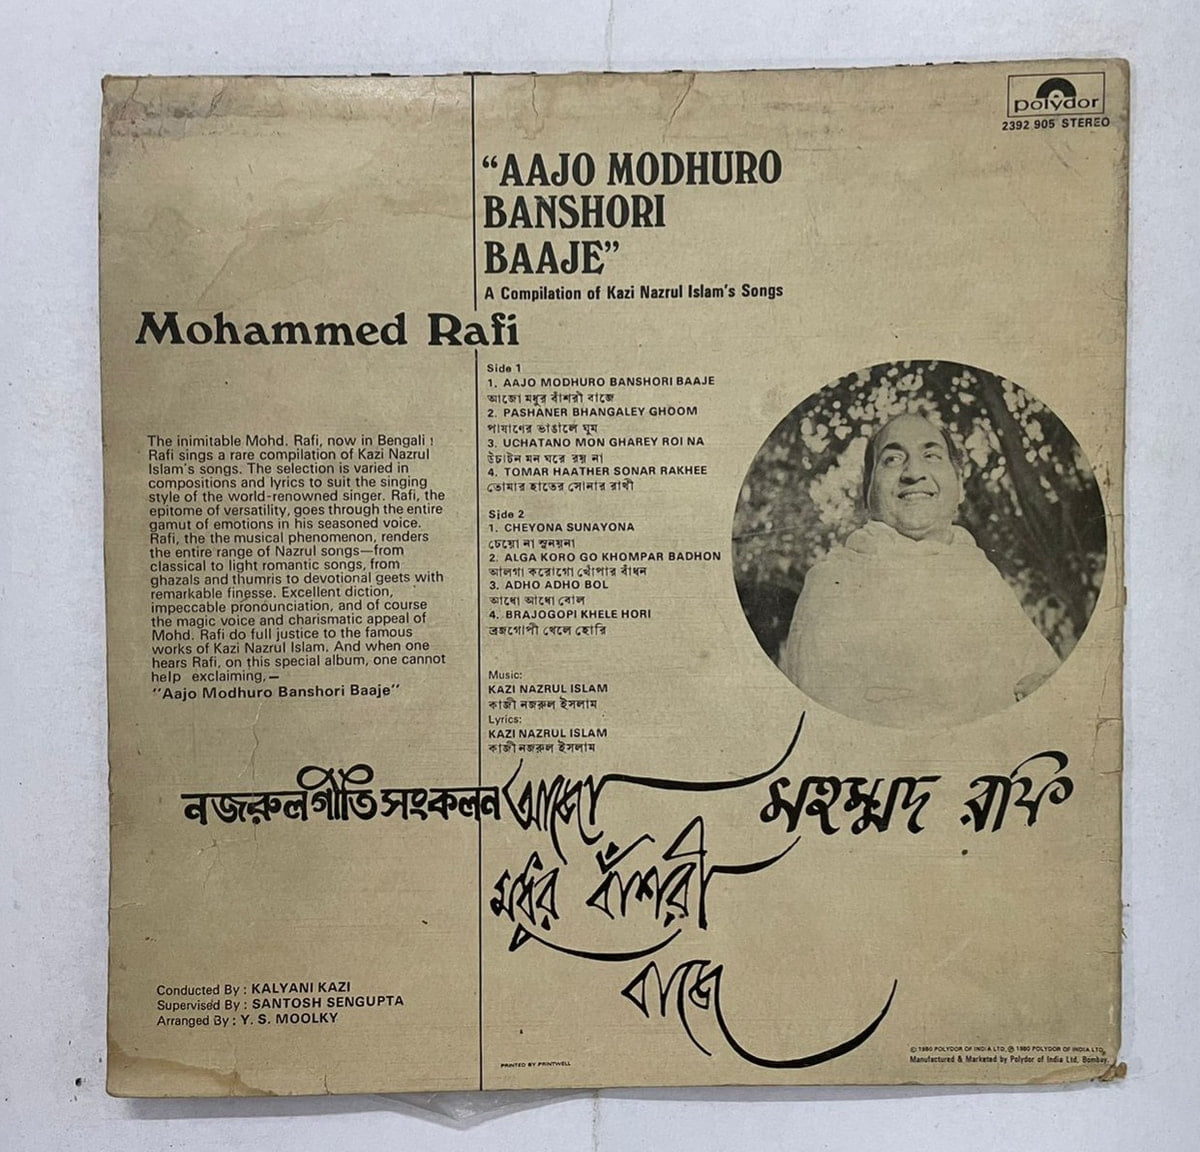 polydor
2392 905 STEREO
"AAJO MODHURO
BANSHORI
BAAJE"
A Compilation of Kazi Nazrul Islam's Songs
Mohammed Rafi
The inimitable Mohd. Rafi, now in Bengali !
Rafi sings a rare compilation of Kazi Nazrul
Islam's songs. The selection is varied in
compositions and lyrics to suit the singing
style of the world-renowned singer. Rafi, the
epitome of versatility, goes through the entire
gamut of emotions in his seasoned voice.
Rafi, the the musical phenomenon, renders
the entire range of Nazrul songs—from
classical to light romantic songs, from
ghazals and thumris to devotional geets with
remarkable finesse. Excellent diction,
impeccable pronounciation, and of course
the magic voice and charismatic appeal of
Mohd. Rafi do full justice to the famous
works of Kazi Nazrul Islam. And when one
hears Rafi, on this special album, one cannot
help exclaiming,—
"Aajo Modhuro Banshori Baaje"
Side 1
1. AAJO MODHURO BANSHORI BAAJE
আজো মধুর বাঁশরী বাজে
2. PASHANER BHANGALEY GHOOM
পাষাণের ভাঙালে ঘুম
3. UCHATANO MON GHAREY ROI NA
উচাটন মন ঘরে রয় না
4. TOMAR HAATHER SONAR RAKHEE
তোমার হাতের সোনার রাখী
Side 2
1. CHEYONA SUNAYONA
চেয়ো না সুনয়না
2. ALGA KORO GO KHOMPAR BADHON
আলগা করোগো খোঁপার বাঁধন
3. ADHO ADHO BOL
আধো আধো বোল
4. BRAJOGOPI KHELE HORI
ব্রজগোপী খেলে হোরি
Music:
KAZI NAZRUL ISLAM
কাজী নজরুল ইসলাম
Lyrics:
KAZI NAZRUL ISLAM
কাজী নজরুল ইসলাম
নজরুলগীতি সংকলন
আজো
মধুর বাঁশরী
বাজে
মহম্মদ রফি
Conducted By : KALYANI KAZI
Supervised By : SANTOSH SENGUPTA
Arranged By : Y. S. MOOLKY
PRINTED BY PRINTWELL
© 1980 POLYDOR OF INDIA LTD. ℗ 1980 POLYDOR OF INDIA LTD.
Manufactured & Marketed by Polydor of India Ltd. Bombay.